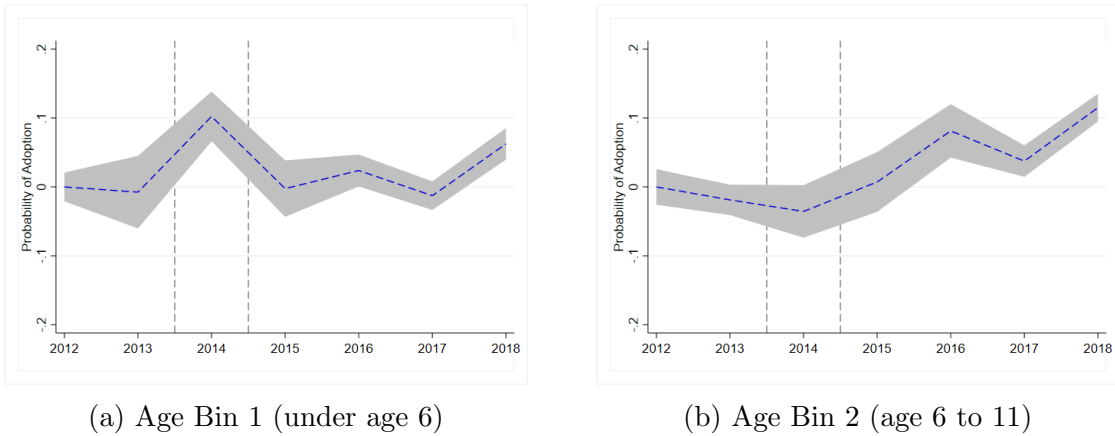 Probability of Adoption
.2
.1
0
-.1
-.2
2012 2013 2014 2015 2016 2017 2018
(a) Age Bin 1 (under age 6)
Probability of Adoption
.2
.1
0
-.1
-.2
2012 2013 2014 2015 2016 2017 2018
(b) Age Bin 2 (age 6 to 11)